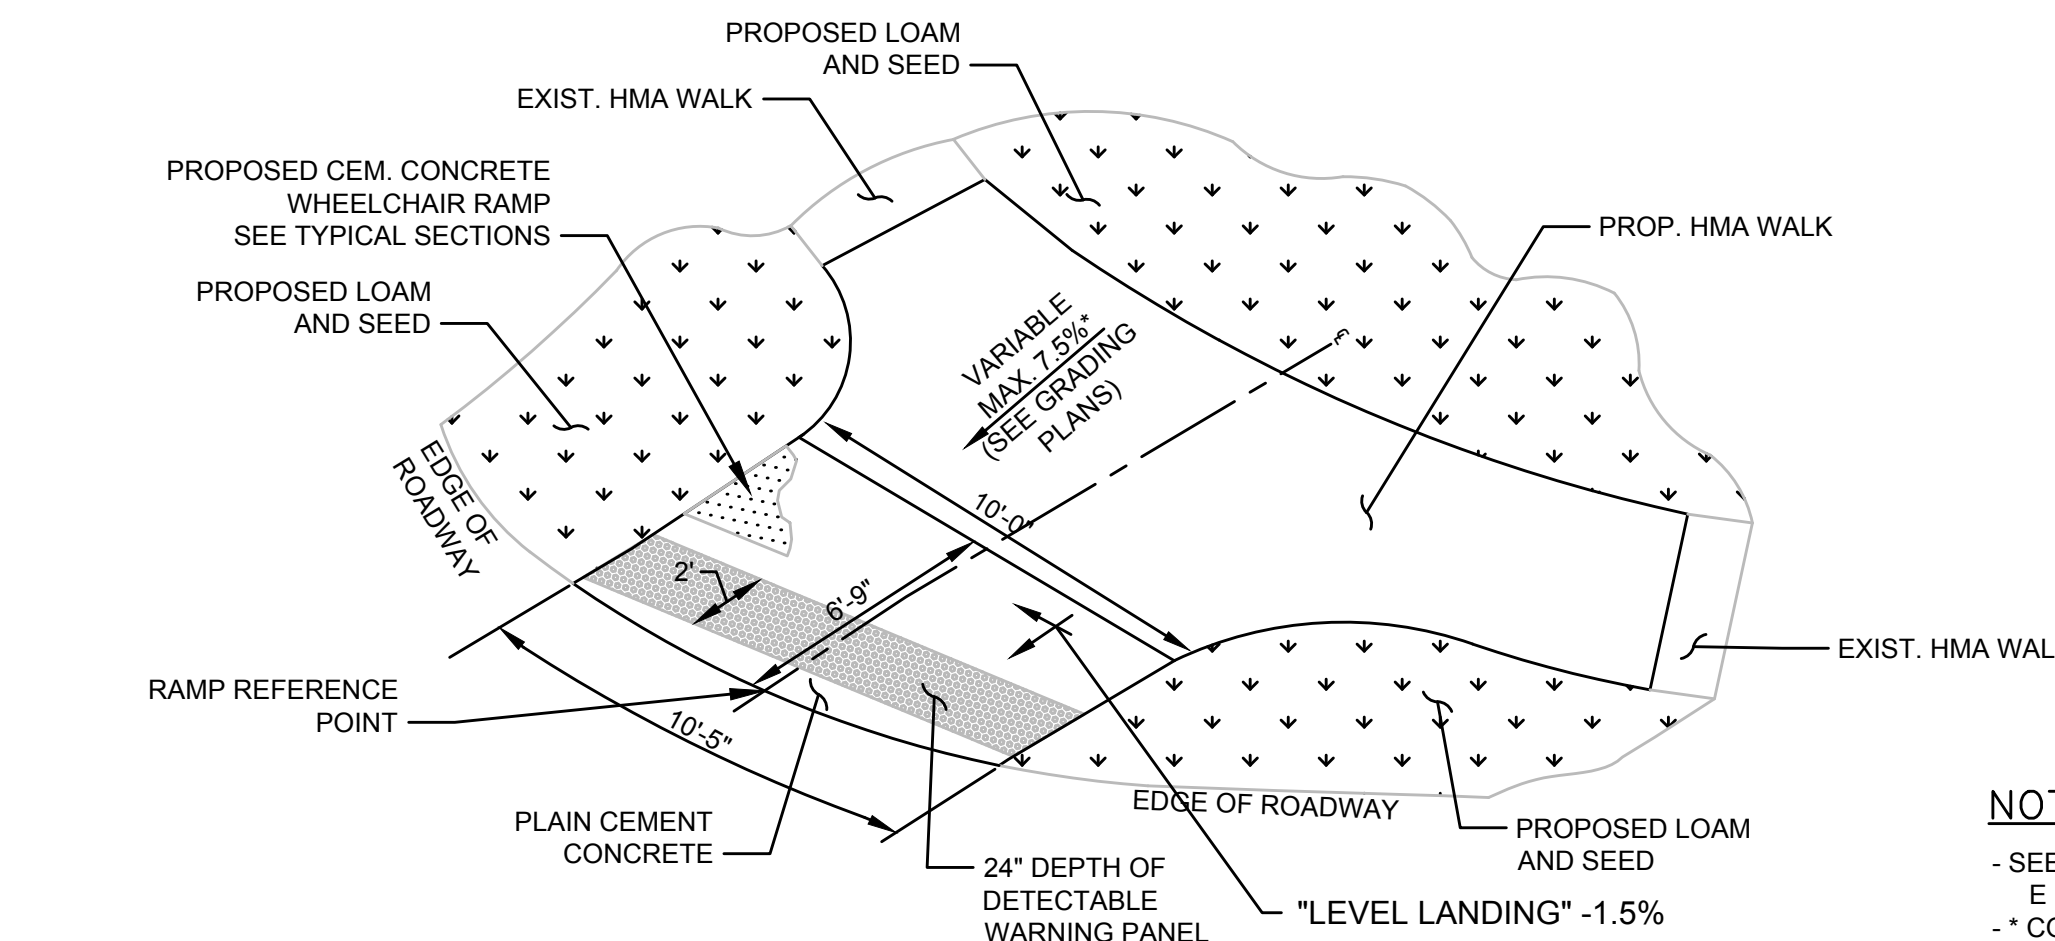 PROPOSED LOAM
AND SEED
EXIST. HMA WALK
PROPOSED CEM. CONCRETE
WHEELCHAIR RAMP
SEE TYPICAL SECTIONS
PROP. HMA WALK
PROPOSED LOAM
AND SEED
VARIABLE
MAX. 7.5%*
(SEE GRADING
PLANS)
EDGE OF
ROADWAY
10'-0"
2'
6'-9"
EXIST. HMA WAL
RAMP REFERENCE
POINT
10'-5"
EDGE OF ROADWAY
PLAIN CEMENT
CONCRETE
PROPOSED LOAM
AND SEED
24" DEPTH OF
DETECTABLE
WARNING PANEL
"LEVEL LANDING" -1.5%
NOT
- SEE
E
- * CO